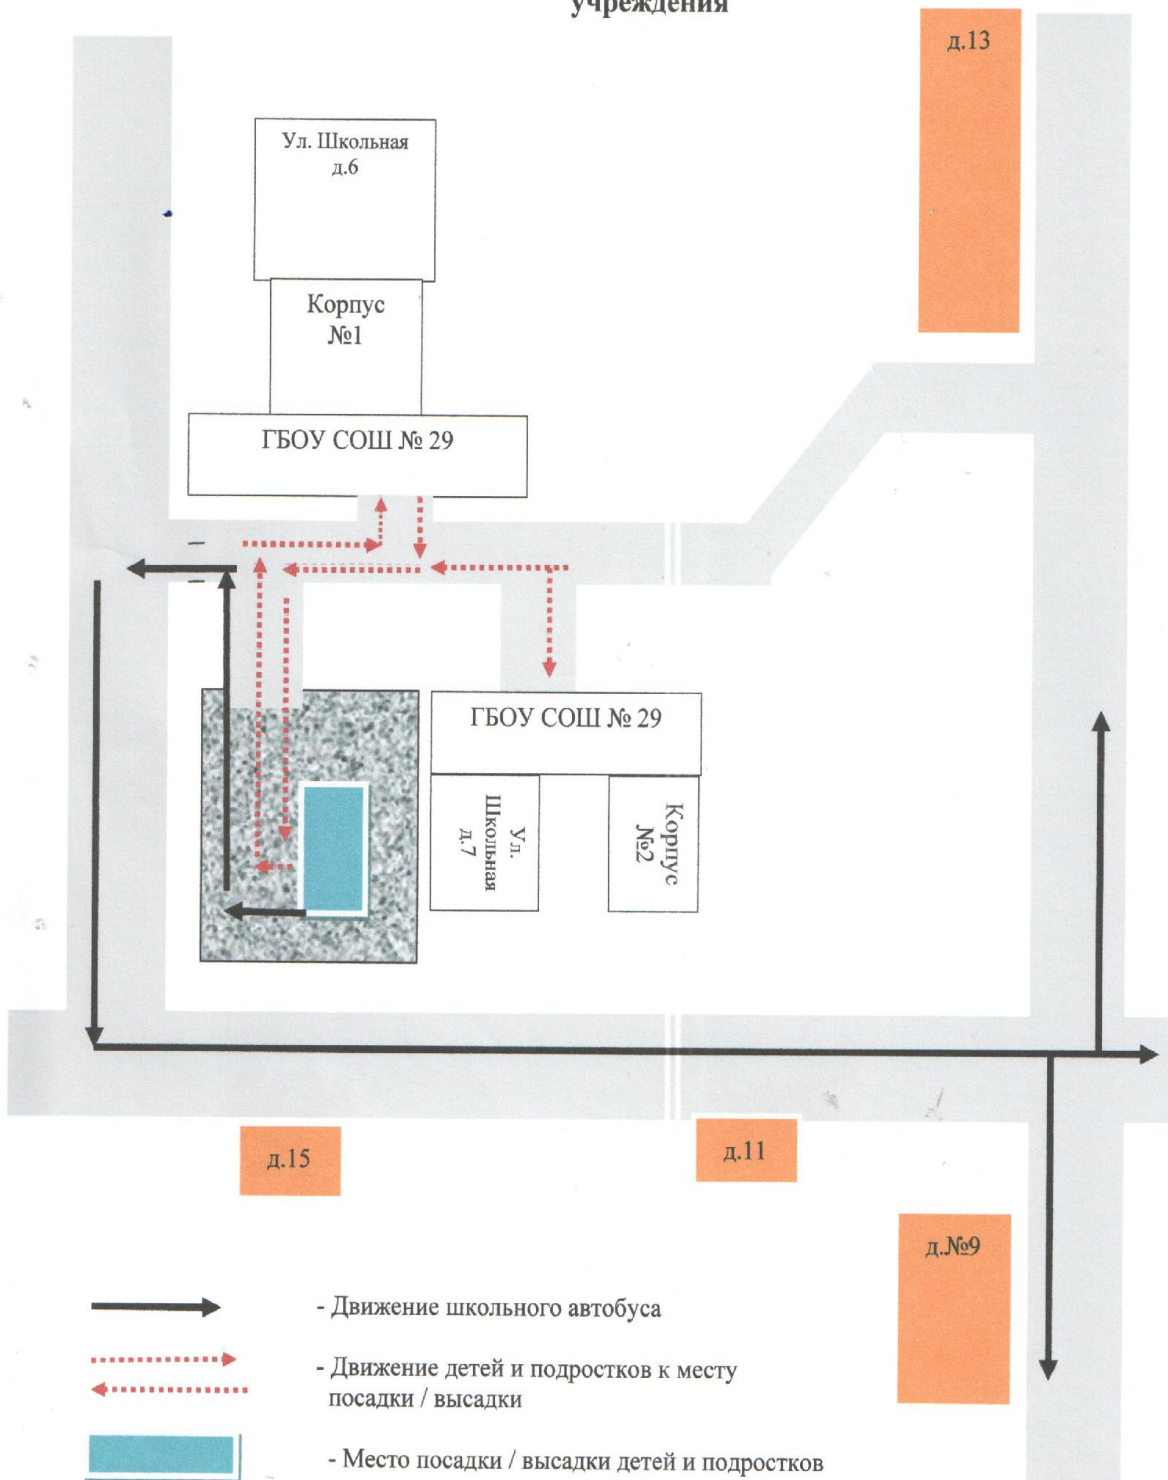 учреждения
д.13
Ул. Школьная
д.6
Корпус
№1
ГБОУ СОШ № 29
ГБОУ СОШ № 29
Ул.
Школьная
д.7
Корпус
№2
д.15
д.11
д.№9
- Движение школьного автобуса
- Движение детей и подростков к месту
посадки / высадки
- Место посадки / высадки детей и подростков